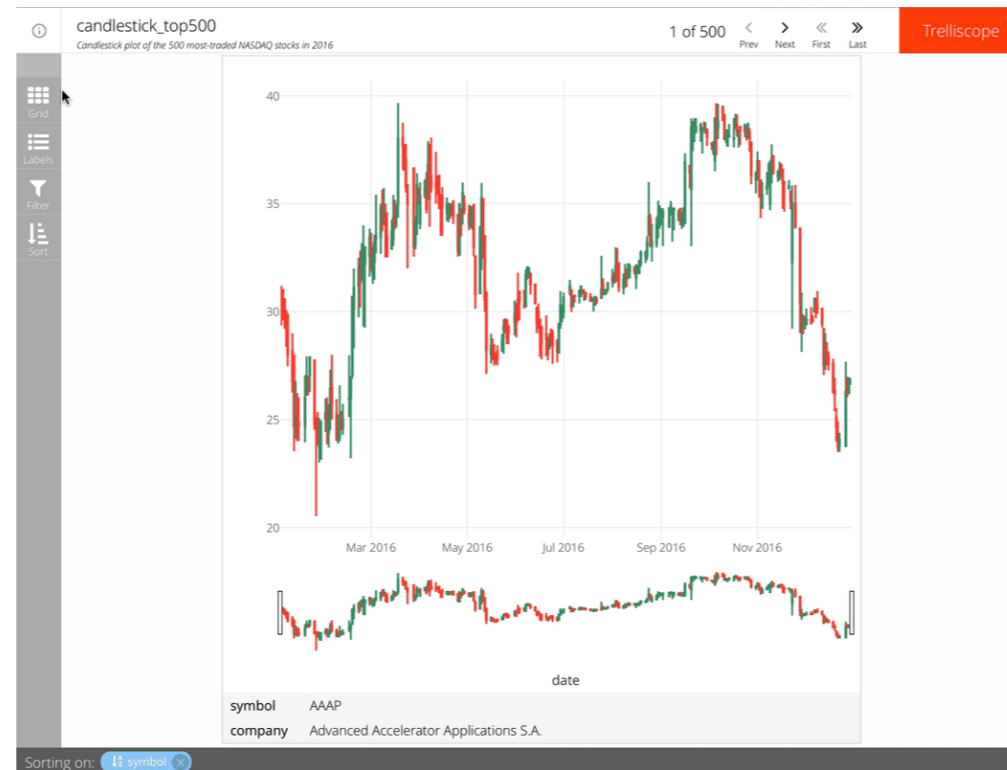 candlestick_top500
Candlestick plot of the 500 most-traded NASDAQ stocks in 2016
1 of 500
Prev
Next
First
Last
Trelliscope
Grid
Labels
Filter
Sort
40
35
30
25
20
Mar 2016
May 2016
Jul 2016
Sep 2016
Nov 2016
date
symbol AAAP
company Advanced Accelerator Applications S.A.
Sorting on: symbol